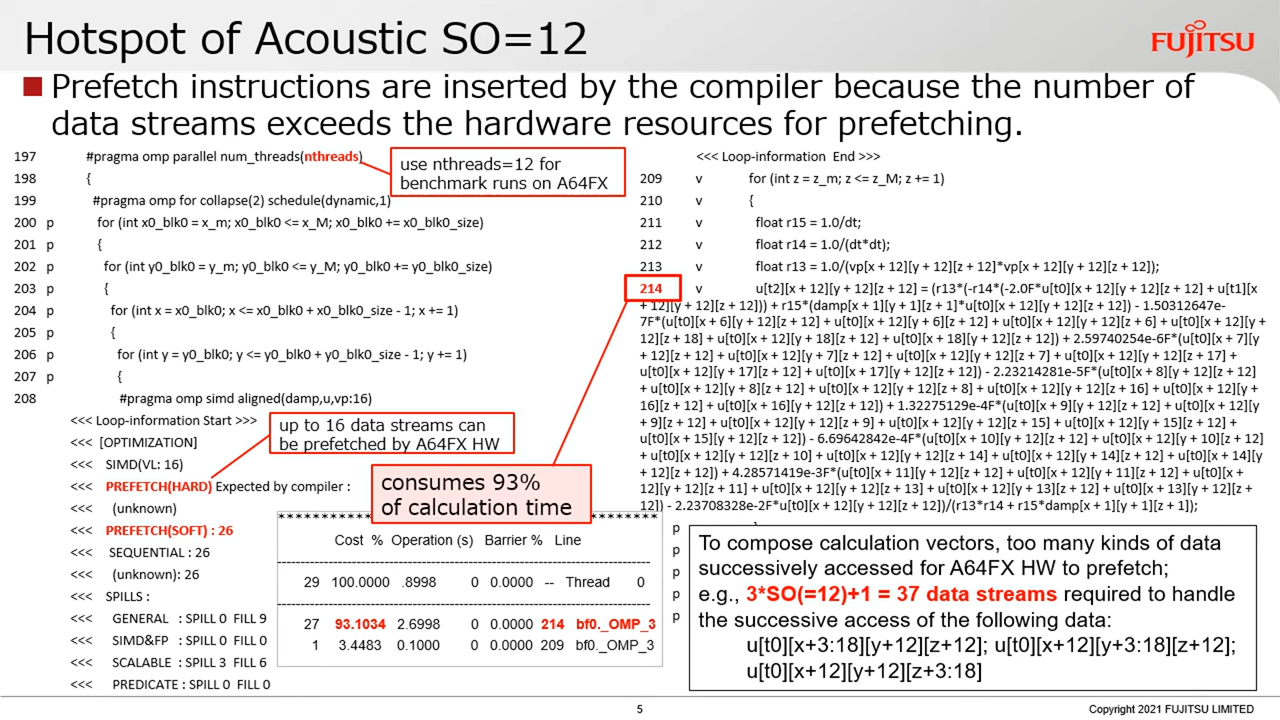 Hotspot of Acoustic SO=12
FUJITSU
Prefetch instructions are inserted by the compiler because the number of
data streams exceeds the hardware resources for prefetching.
197 #pragma omp parallel num_threads(nthreads)
198 {
199 #pragma omp for collapse(2) schedule(dynamic,1)
200 p for (int x0_blk0 = x_m; x0_blk0 <= x_M; x0_blk0 += x0_blk0_size)
201 p {
202 p for (int y0_blk0 = y_m; y0_blk0 <= y_M; y0_blk0 += y0_blk0_size)
203 p {
204 p for (int x = x0_blk0; x <= x0_blk0 + x0_blk0_size - 1; x += 1)
205 p {
206 p for (int y = y0_blk0; y <= y0_blk0 + y0_blk0_size - 1; y += 1)
207 p {
208 #pragma omp simd aligned(damp,u,vp:16)
<<< Loop-information Start >>>
<<< [OPTIMIZATION]
<<< SIMD(VL: 16)
<<< PREFETCH(HARD) Expected by compiler :
<<< (unknown)
<<< PREFETCH(SOFT) : 26
<<< SEQUENTIAL : 26
<<< (unknown): 26
<<< SPILLS :
<<< GENERAL : SPILL 0 FILL 9
<<< SIMD&FP : SPILL 0 FILL 0
<<< SCALABLE : SPILL 3 FILL 6
<<< PREDICATE : SPILL 0 FILL 0
use nthreads=12 for
benchmark runs on A64FX
up to 16 data streams can
be prefetched by A64FX HW
consumes 93%
of calculation time
Cost % Operation (s) Barrier % Line
29 100.0000 .8998 0 0.0000 -- Thread 0
27 93.1034 2.6998 0 0.0000 214 bf0._OMP_3
1 3.4483 0.1000 0 0.0000 209 bf0._OMP_3
<<< Loop-information End >>>
209 v for (int z = z_m; z <= z_M; z += 1)
210 v {
211 v float r15 = 1.0/dt;
212 v float r14 = 1.0/(dt*dt);
213 v float r13 = 1.0/(vp[x + 12][y + 12][z + 12]*vp[x + 12][y + 12][z + 12]);
214 v u[t2][x + 12][y + 12][z + 12] = (r13*(-r14*(-2.0F*u[t0][x + 12][y + 12][z + 12] + u[t1][x
+ 12][y + 12][z + 12])) + r15*(damp[x + 1][y + 1][z + 1]*u[t0][x + 12][y + 12][z + 12]) - 1.50312647e-
7F*(u[t0][x + 6][y + 12][z + 12] + u[t0][x + 12][y + 6][z + 12] + u[t0][x + 12][y + 12][z + 6] + u[t0][x + 12][y +
12][z + 18] + u[t0][x + 12][y + 18][z + 12] + u[t0][x + 18][y + 12][z + 12]) + 2.59740254e-6F*(u[t0][x + 7][y
+ 12][z + 12] + u[t0][x + 12][y + 7][z + 12] + u[t0][x + 12][y + 12][z + 7] + u[t0][x + 12][y + 12][z + 17] +
u[t0][x + 12][y + 17][z + 12] + u[t0][x + 17][y + 12][z + 12]) - 2.23214281e-5F*(u[t0][x + 8][y + 12][z + 12]
+ u[t0][x + 12][y + 8][z + 12] + u[t0][x + 12][y + 12][z + 8] + u[t0][x + 12][y + 12][z + 16] + u[t0][x + 12][y +
16][z + 12] + u[t0][x + 16][y + 12][z + 12]) + 1.32275129e-4F*(u[t0][x + 9][y + 12][z + 12] + u[t0][x + 12][y
+ 9][z + 12] + u[t0][x + 12][y + 12][z + 9] + u[t0][x + 12][y + 12][z + 15] + u[t0][x + 12][y + 15][z + 12] +
u[t0][x + 15][y + 12][z + 12]) - 6.69642842e-4F*(u[t0][x + 10][y + 12][z + 12] + u[t0][x + 12][y + 10][z + 12]
+ u[t0][x + 12][y + 12][z + 10] + u[t0][x + 12][y + 12][z + 14] + u[t0][x + 12][y + 14][z + 12] + u[t0][x + 14][y
+ 12][z + 12]) + 4.28571419e-3F*(u[t0][x + 11][y + 12][z + 12] + u[t0][x + 12][y + 11][z + 12] + u[t0][x +
12][y + 12][z + 11] + u[t0][x + 12][y + 12][z + 13] + u[t0][x + 12][y + 13][z + 12] + u[t0][x + 13][y + 12][z +
12]) - 2.23708328e-2F*u[t0][x + 12][y + 12][z + 12])/(r13*r14 + r15*damp[x + 1][y + 1][z + 1]);
p
p
p
p
p
To compose calculation vectors, too many kinds of data
successively accessed for A64FX HW to prefetch;
e.g., 3*SO(=12)+1 = 37 data streams required to handle
the successive access of the following data:
u[t0][x+3:18][y+12][z+12]; u[t0][x+12][y+3:18][z+12];
u[t0][x+12][y+12][z+3:18]
5
Copyright 2021 FUJITSU LIMITED